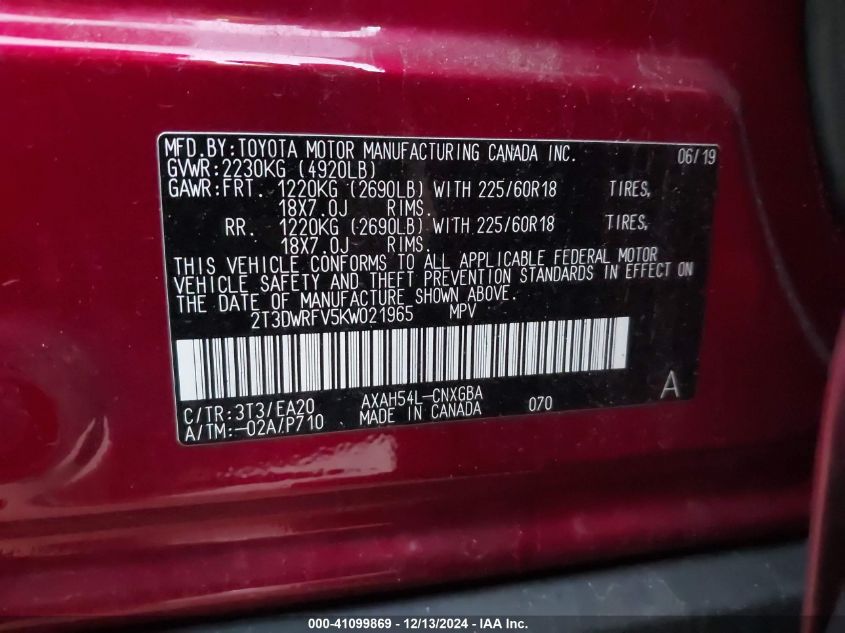 MFD.BY:TOYOTA MOTOR MANUFACTURING CANADA INC. 06/19
GVWR:2230KG (4920LB)
GAWR:FRT. 1220KG (2690LB) WITH 225/60R18 TIRES,
18X7.0J RIMS.
RR. 1220KG (2690LB) WITH 225/60R18 TIRES,
18X7.0J RIMS.
THIS VEHICLE CONFORMS TO ALL APPLICABLE FEDERAL MOTOR
VEHICLE SAFETY AND THEFT PREVENTION STANDARDS IN EFFECT ON
THE DATE OF MANUFACTURE SHOWN ABOVE.
2T3DWRFV5KW021965 MPV
C/TR:3T3/EA20 AXAH54L-CNXGBA 070 A
A/TM:-02A/P710 MADE IN CANADA
000-41099869 - 12/13/2024 - IAA Inc.